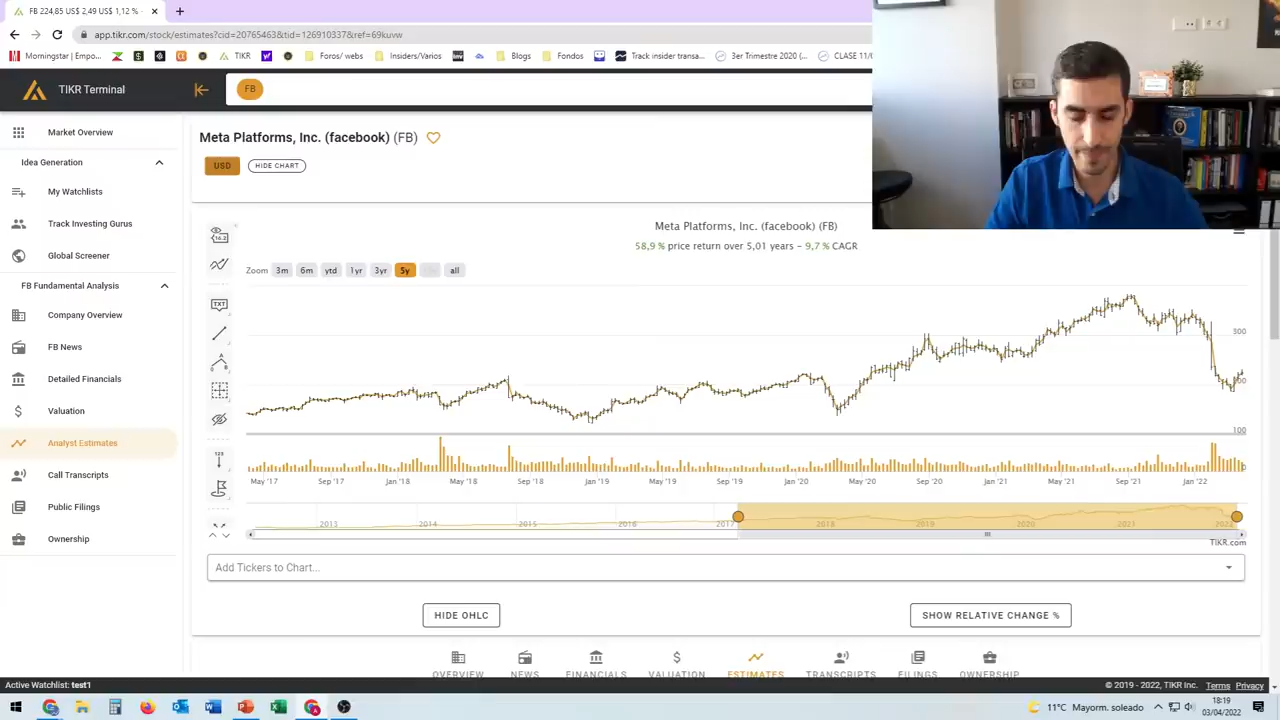 FB 224,85 US$ 2,49 US$ 1,12 %
app.tikr.com/stock/estimates?cid=20765463&tid=126910337&ref=69kuvw
Morningstar | Empo...
TIKR
Foros/ webs
Insiders/Varios
Blogs
Fondos
Track insider transa...
3er Trimestre 2020 (...
CLASE 11/0
TIKR Terminal
FB
Market Overview
Idea Generation
My Watchlists
Track Investing Gurus
Global Screener
FB Fundamental Analysis
Company Overview
FB News
Detailed Financials
Valuation
Analyst Estimates
Call Transcripts
Public Filings
Ownership
Meta Platforms, Inc. (facebook) (FB)
USD
HIDE CHART
Meta Platforms, Inc. (facebook) (FB)
58,9 % price return over 5,01 years – 9,7 % CAGR
Zoom 3m 6m ytd 1yr 3yr 5y all
TXT
300
100
0
May '17 Sep '17 Jan '18 May '18 Sep '18 Jan '19 May '19 Sep '19 Jan '20 May '20 Sep '20 Jan '21 May '21 Sep '21 Jan '22
2013 2014 2015 2016 2017 2018 2019 2020 2021 2022
TIKR.com
Add Tickers to Chart...
HIDE OHLC
SHOW RELATIVE CHANGE %
OVERVIEW NEWS FINANCIALS VALUATION ESTIMATES TRANSCRIPTS FILINGS OWNERSHIP
Active Watchlist: test1
© 2019 - 2022, TIKR Inc. Terms Privacy
11°C Mayorm. soleado
18:19
03/04/2022